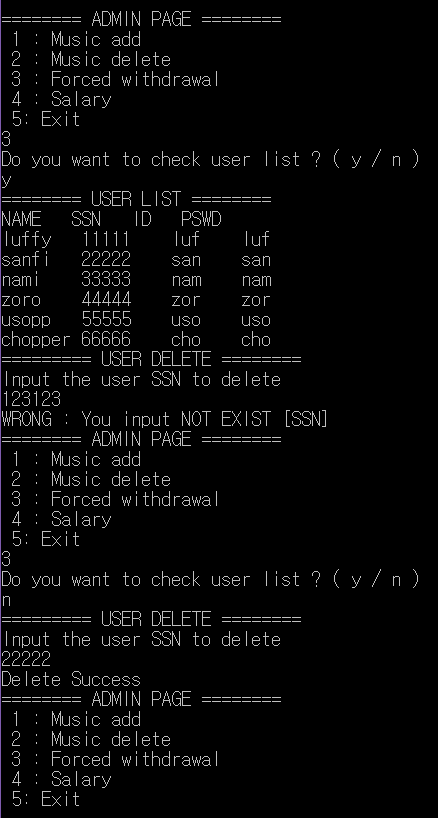 ======== ADMIN PAGE ========
1 : Music add
2 : Music delete
3 : Forced withdrawal
4 : Salary
5: Exit
3
Do you want to check user list ? ( y / n )
y
======== USER LIST ========
NAME SSN ID PSWD
luffy 11111 luf luf
sanfi 22222 san san
nami 33333 nam nam
zoro 44444 zor zor
usopp 55555 uso uso
chopper 66666 cho cho
========= USER DELETE ========
Input the user SSN to delete
123123
WRONG : You input NOT EXIST [SSN]
======== ADMIN PAGE ========
1 : Music add
2 : Music delete
3 : Forced withdrawal
4 : Salary
5: Exit
3
Do you want to check user list ? ( y / n )
n
========= USER DELETE ========
Input the user SSN to delete
22222
Delete Success
======== ADMIN PAGE ========
1 : Music add
2 : Music delete
3 : Forced withdrawal
4 : Salary
5: Exit